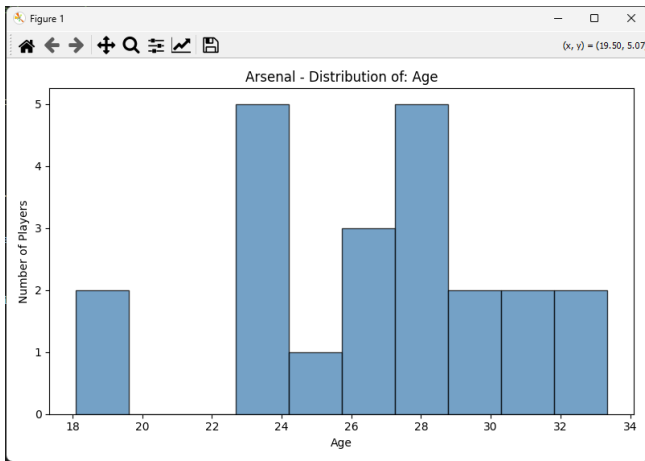 Figure 1
(x, y) = (19.50, 5.07
Arsenal - Distribution of: Age
5
4
3
2
1
0
Number of Players
18 20 22 24 26 28 30 32 34
Age